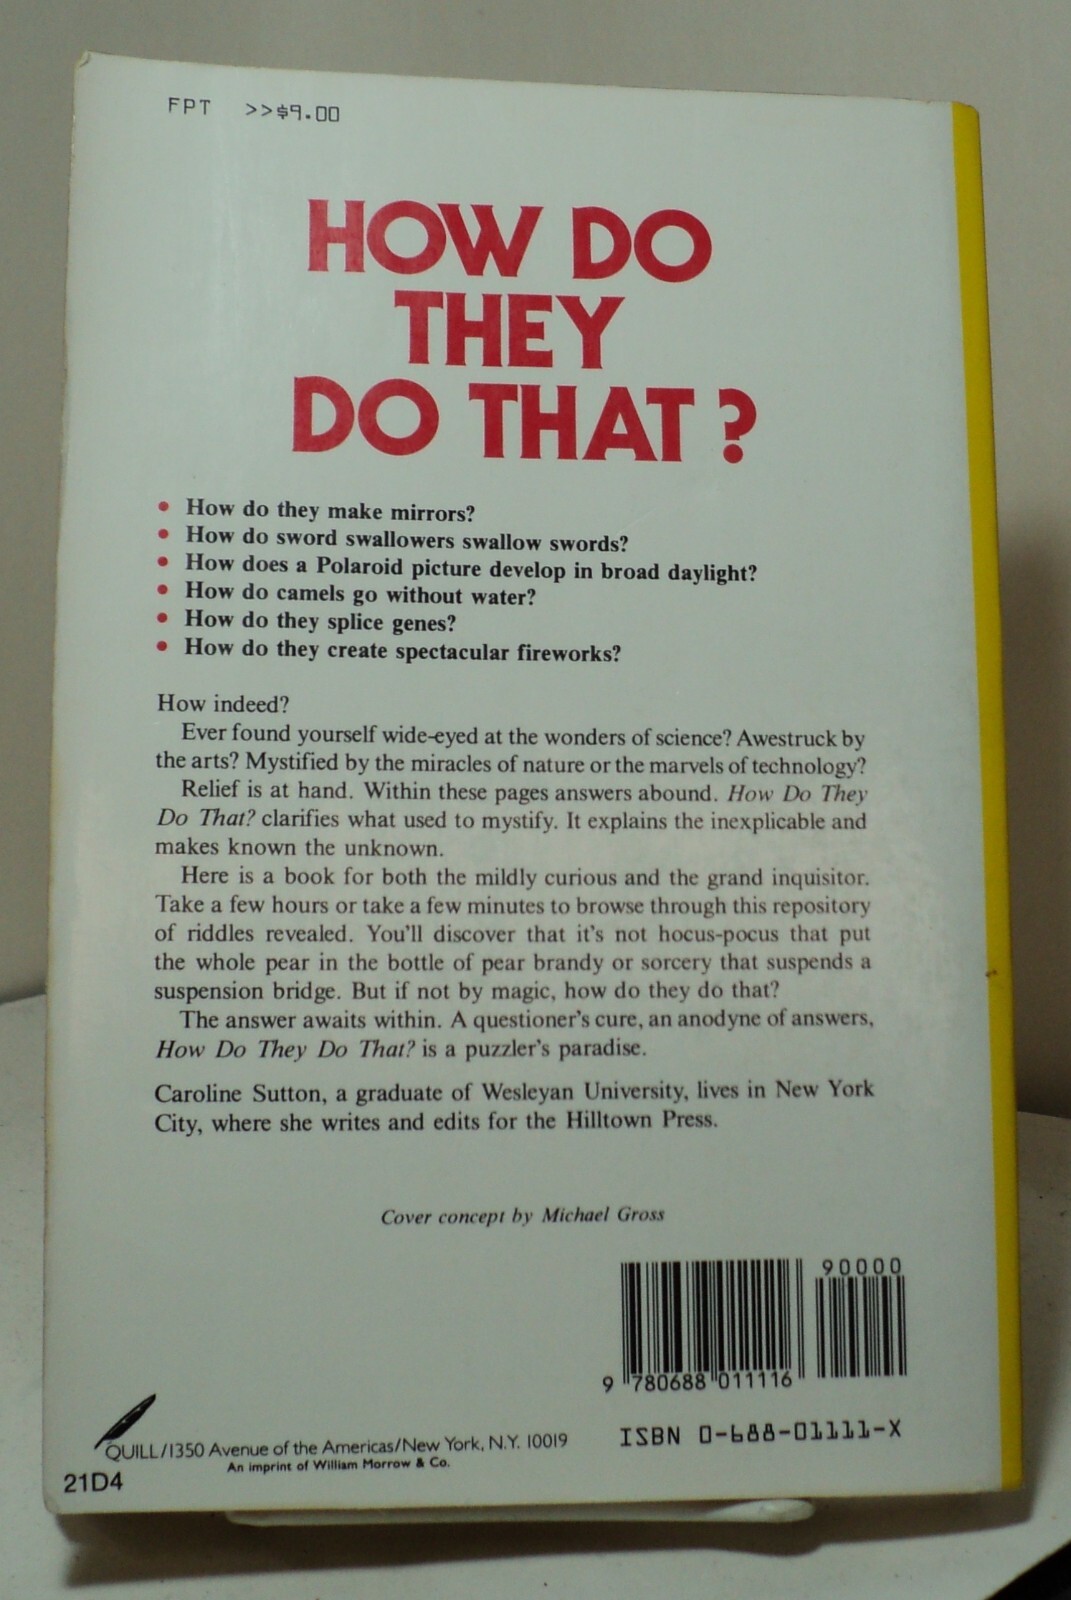 FPT >>$9.00
HOW DO
THEY
DO THAT?
• How do they make mirrors?
• How do sword swallowers swallow swords?
• How does a Polaroid picture develop in broad daylight?
• How do camels go without water?
• How do they splice genes?
• How do they create spectacular fireworks?
How indeed?
Ever found yourself wide-eyed at the wonders of science? Awestruck by
the arts? Mystified by the miracles of nature or the marvels of technology?
Relief is at hand. Within these pages answers abound. How Do They
Do That? clarifies what used to mystify. It explains the inexplicable and
makes known the unknown.
Here is a book for both the mildly curious and the grand inquisitor.
Take a few hours or take a few minutes to browse through this repository
of riddles revealed. You'll discover that it's not hocus-pocus that put
the whole pear in the bottle of pear brandy or sorcery that suspends a
suspension bridge. But if not by magic, how do they do that?
The answer awaits within. A questioner's cure, an anodyne of answers,
How Do They Do That? is a puzzler's paradise.
Caroline Sutton, a graduate of Wesleyan University, lives in New York
City, where she writes and edits for the Hilltown Press.
Cover concept by Michael Gross
90000
9 780688 011116
ISBN 0-688-01111-X
QUILL/1350 Avenue of the Americas/New York, N.Y. 10019
An imprint of William Morrow & Co.
21D4